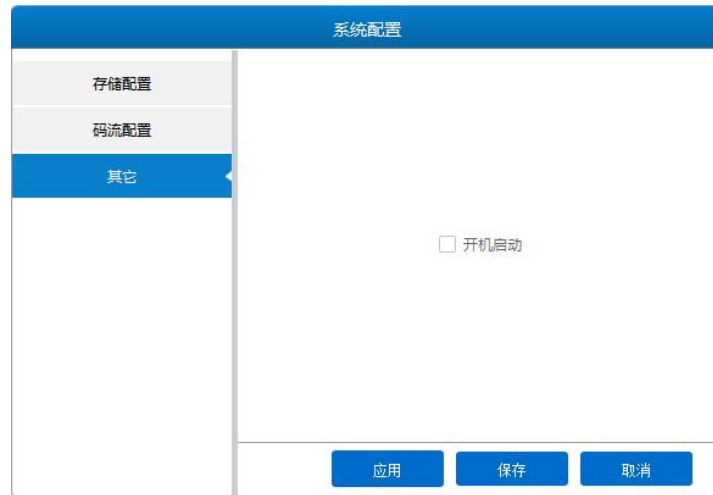 系统配置
存储配置
码流配置
其它
开机启动
应用 保存 取消